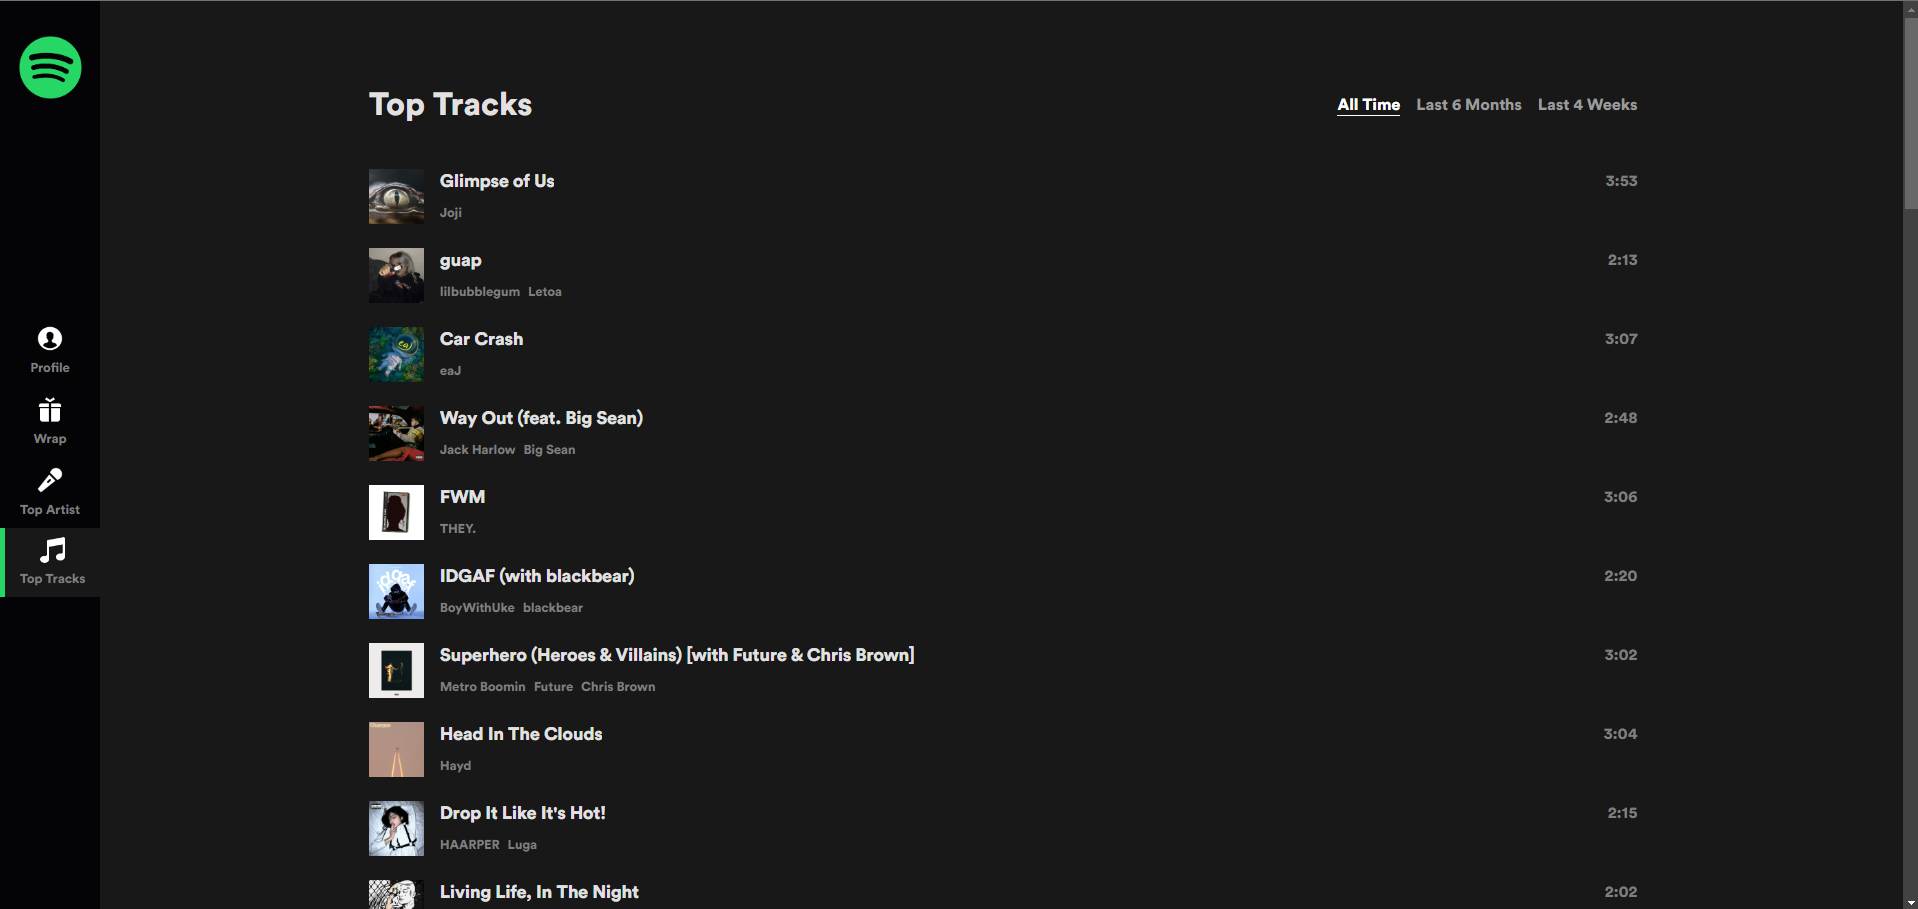 Top Tracks
All Time Last 6 Months Last 4 Weeks
Glimpse of Us 3:53
Joji
guap 2:13
lilbubblegum Letoa
Car Crash 3:07
eaJ
Way Out (feat. Big Sean) 2:48
Jack Harlow Big Sean
FWM 3:06
THEY.
IDGAF (with blackbear) 2:20
BoyWithUke blackbear
Superhero (Heroes & Villains) [with Future & Chris Brown] 3:02
Metro Boomin Future Chris Brown
Head In The Clouds 3:04
Hayd
Drop It Like It's Hot! 2:15
HAARPER Luga
Living Life, In The Night 2:02
Profile
Wrap
Top Artist
Top Tracks
eaJ
idgaf